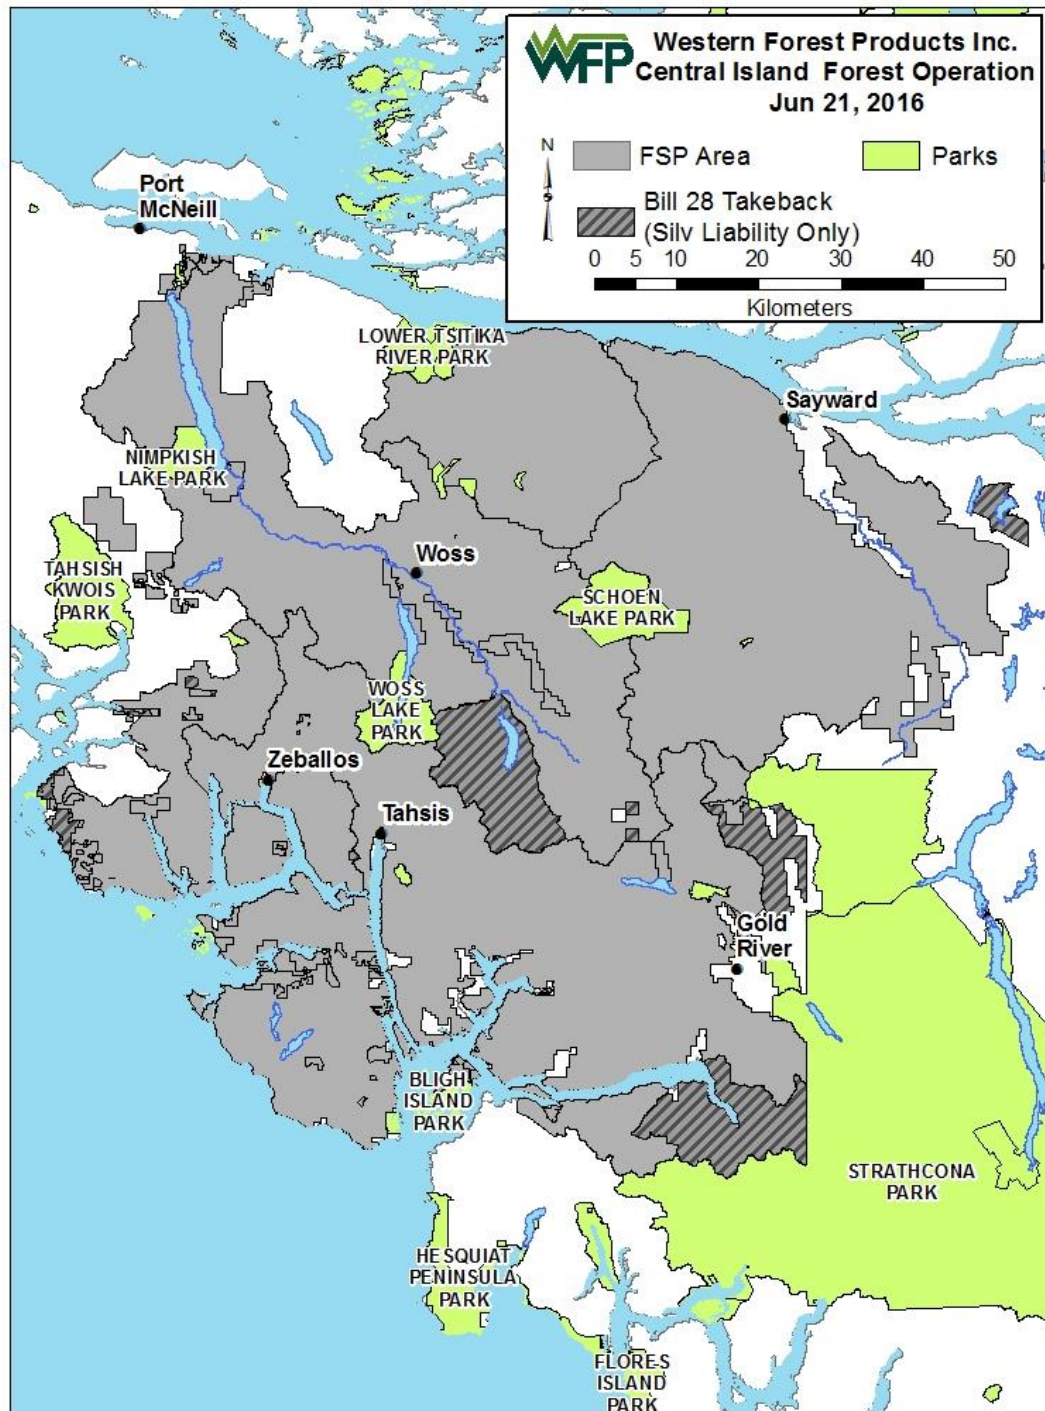 WFP
Western Forest Products Inc.
Central Island Forest Operation
Jun 21, 2016
N
FSP Area
Parks
Bill 28 Takeback
(Silv Liability Only)
0 5 10 20 30 40 50
Kilometers
Port
McNeill
LOWER TSITIKA
RIVER PARK
Sayward
NIMPKISH
LAKE PARK
Woss
TAHSISH
KWOIS
PARK
SCHOEN
LAKE PARK
WOSS
LAKE
PARK
Zeballos
Tahsis
Gold
River
BLIGH
ISLAND
PARK
STRATHCONA
PARK
HESQUIAT
PENINSULA
PARK
FLORES
ISLAND
PARK